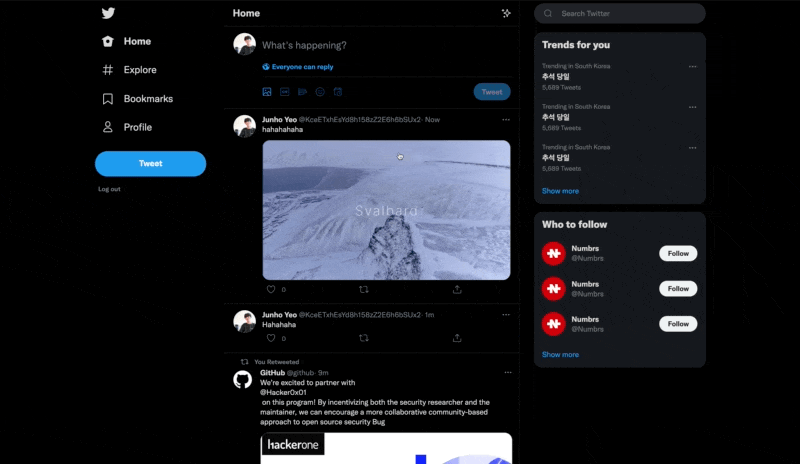 Home
Explore
Bookmarks
Profile
Tweet
Log out
Home
What's happening?
Everyone can reply
GIF
Tweet
Junho Yeo @KceETxhEsYd8h158zZ2E6h6bSUx2· Now
hahahahaha
Svalbard
0
Junho Yeo @KceETxhEsYd8h158zZ2E6h6bSUx2· 1m
Hahahaha
0
You Retweeted
GitHub @github· 9m
We're excited to partner with
@Hacker0x01
on this program! By incentivizing both the security researcher and the
maintainer, we can encourage a more collaborative community-based
approach to open source security Bug
hackerone
Search Twitter
Trends for you
Trending in South Korea
추석 당일
5,689 Tweets
Trending in South Korea
추석 당일
5,689 Tweets
Trending in South Korea
추석 당일
5,689 Tweets
Show more
Who to follow
Numbrs
@Numbrs
Follow
Numbrs
@Numbrs
Follow
Numbrs
@Numbrs
Follow
Show more